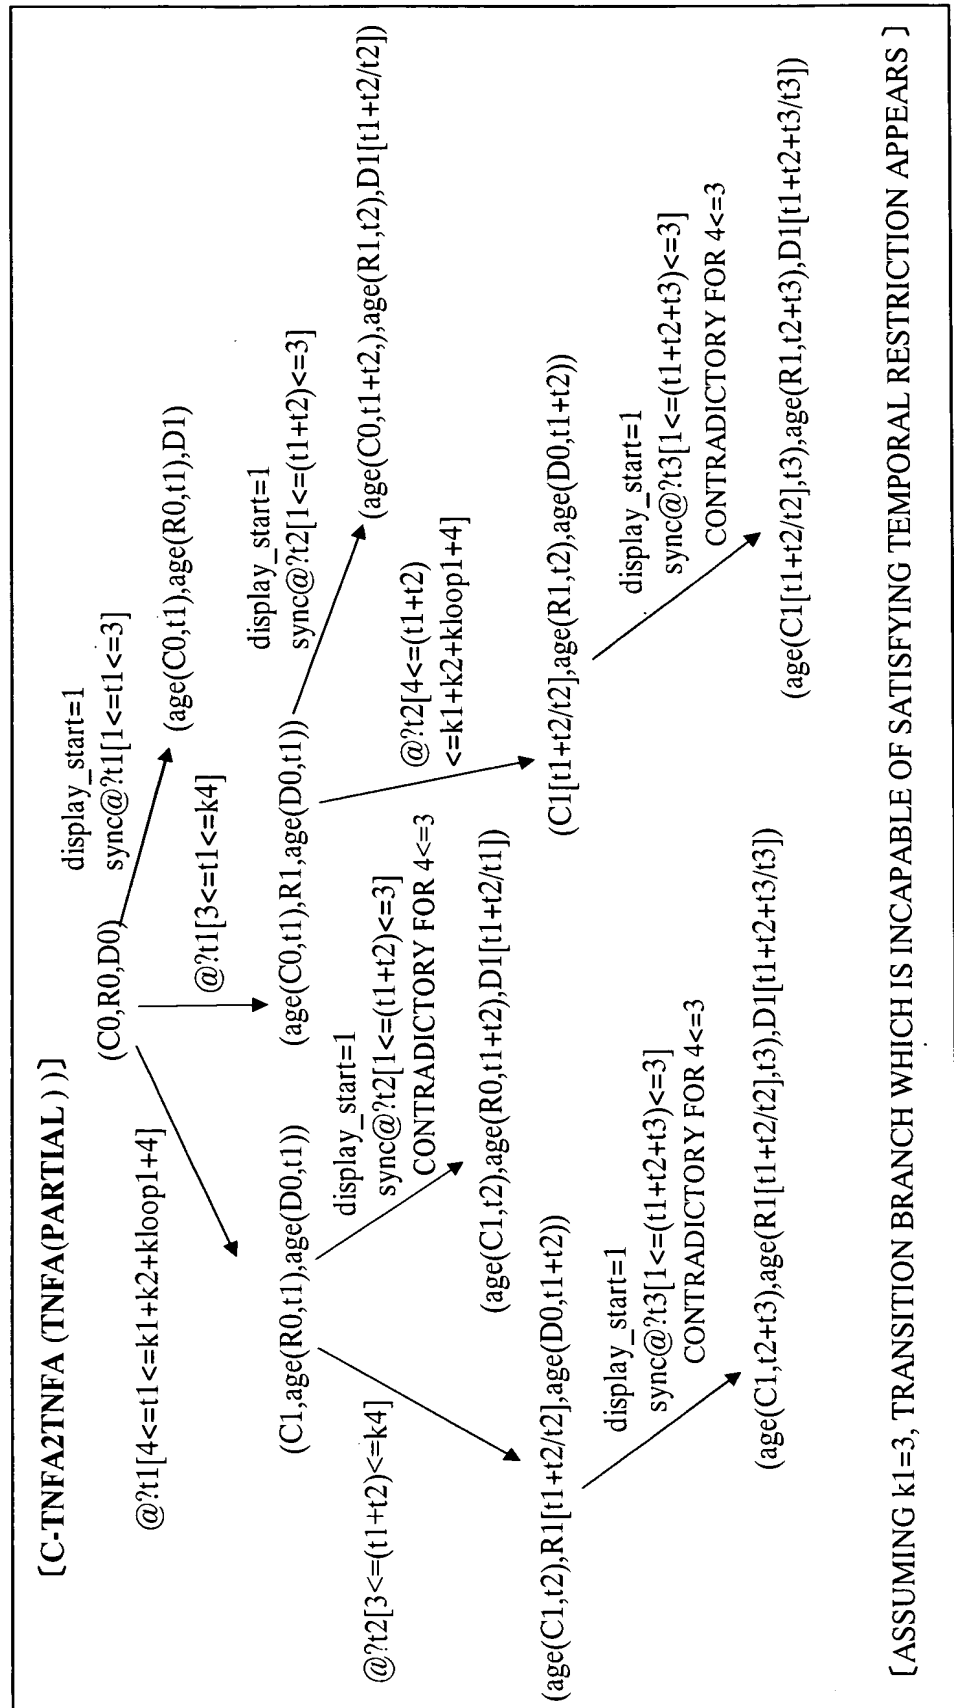 [C-TNFA2TNFA (TNFA(PARTIAL ) )]
(C0,R0,D0)
display_start=1
sync@?t1[1<=t1<=3]
(age(C0,t1),age(R0,t1),D1)
@?t1[3<=t1<=k4]
@?t1[4<=t1<=k1+k2+kloop1+4]
(age(C0,t1),R1,age(D0,t1))
display_start=1
sync@?t2[1<=(t1+t2)<=3]
(age(C0,t1+t2,),age(R1,t2),D1[t1+t2/t2])
@?t2[4<=(t1+t2)
<=k1+k2+kloop1+4]
(C1[t1+t2/t2],age(R1,t2),age(D0,t1+t2))
display_start=1
sync@?t3[1<=(t1+t2+t3)<=3]
CONTRADICTORY FOR 4<=3
(age(C1[t1+t2/t2],t3),age(R1,t2+t3),D1[t1+t2+t3/t3])
(C1,age(R0,t1),age(D0,t1))
display_start=1
sync@?t2[1<=(t1+t2)<=3]
CONTRADICTORY FOR 4<=3
(age(C1,t2),age(R0,t1+t2),D1[t1+t2/t1])
@?t2[3<=(t1+t2)<=k4]
(age(C1,t2),R1[t1+t2/t2],age(D0,t1+t2))
display_start=1
sync@?t3[1<=(t1+t2+t3)<=3]
CONTRADICTORY FOR 4<=3
(age(C1,t2+t3),age(R1[t1+t2/t2],t3),D1[t1+t2+t3/t3])
[ASSUMING k1=3, TRANSITION BRANCH WHICH IS INCAPABLE OF SATISFYING TEMPORAL RESTRICTION APPEARS ]